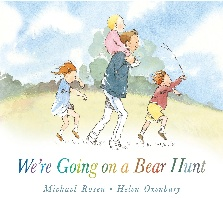 We're Going on a Bear Hunt
Michael Rosen • Helen Oxenbury